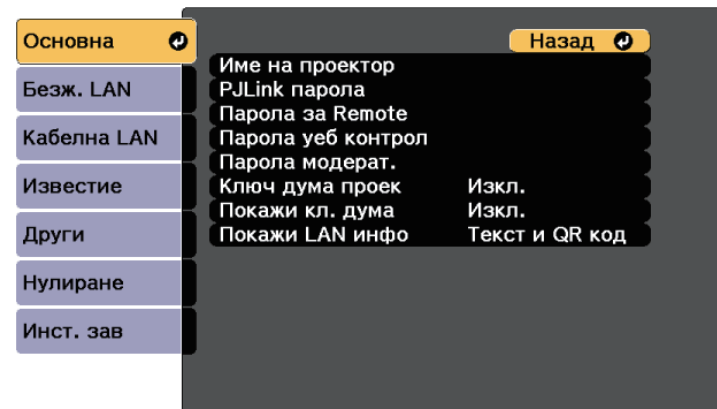 Основна
Безж. LAN
Кабелна LAN
Известие
Други
Нулиране
Инст. зав
Назад
Име на проектор
PJLink парола
Парола за Remote
Парола уеб контрол
Парола модерат.
Ключ дума проек Изкл.
Покажи кл. дума Изкл.
Покажи LAN инфо Текст и QR код